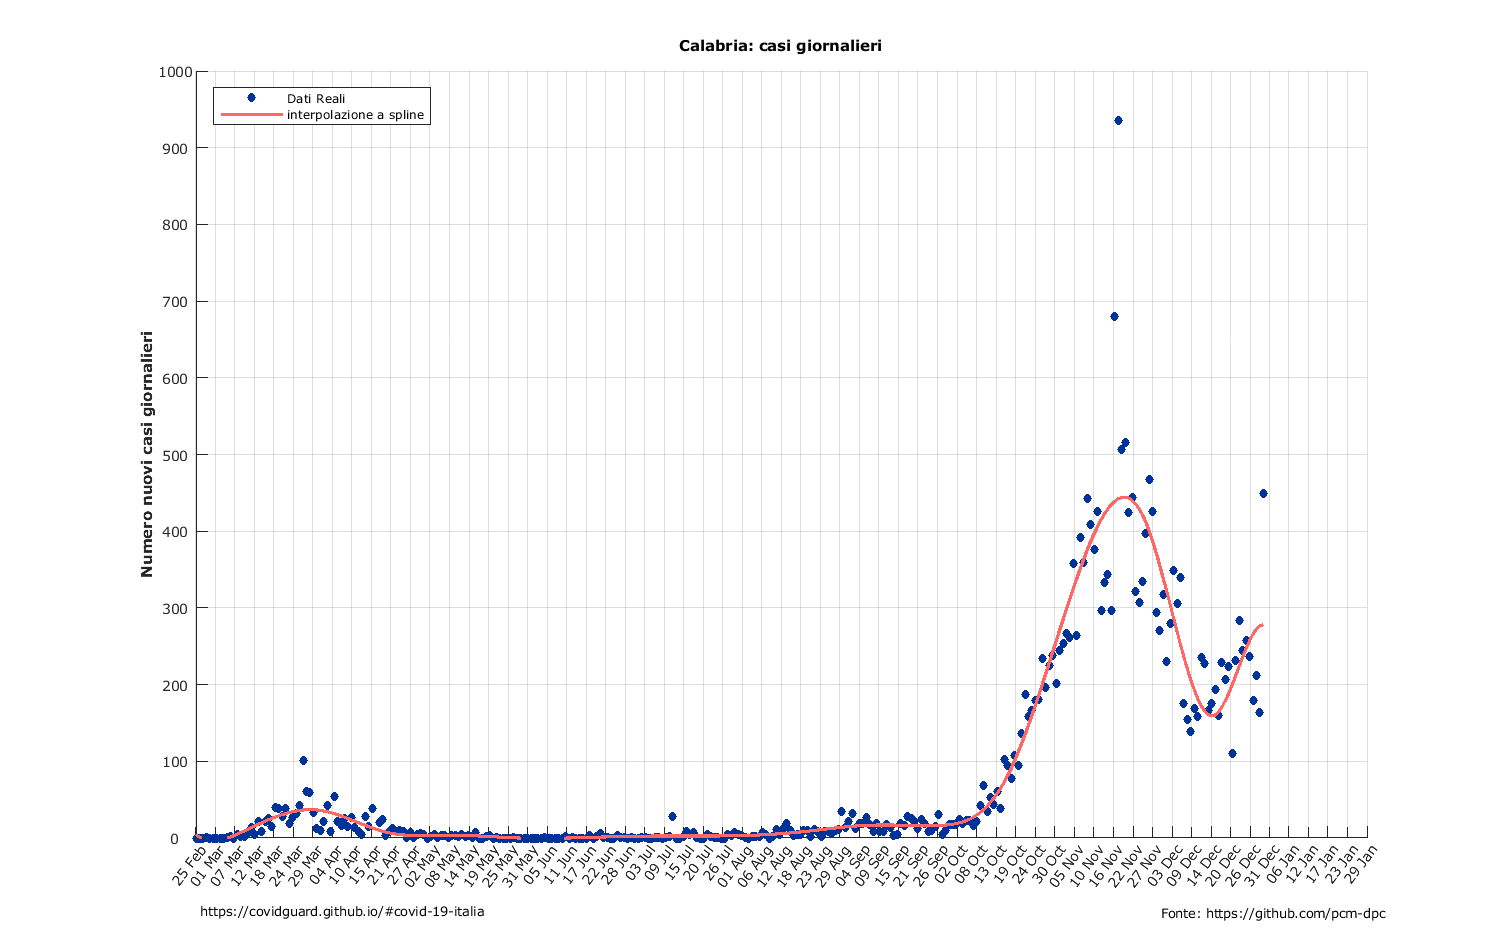 Calabria: casi giornalieri
Dati Reali
interpolazione a spline
Numero nuovi casi giornalieri
1000
900
800
700
600
500
400
300
200
100
0
25 Feb
01 Mar
07 Mar
12 Mar
18 Mar
24 Mar
29 Mar
04 Apr
10 Apr
15 Apr
21 Apr
27 Apr
02 May
08 May
14 May
19 May
25 May
31 May
05 Jun
11 Jun
17 Jun
22 Jun
28 Jun
03 Jul
09 Jul
15 Jul
20 Jul
26 Jul
01 Aug
06 Aug
12 Aug
18 Aug
23 Aug
29 Aug
04 Sep
09 Sep
15 Sep
21 Sep
26 Sep
02 Oct
08 Oct
13 Oct
19 Oct
24 Oct
30 Oct
05 Nov
10 Nov
16 Nov
22 Nov
27 Nov
03 Dec
09 Dec
14 Dec
20 Dec
26 Dec
31 Dec
06 Jan
12 Jan
17 Jan
23 Jan
29 Jan
https://covidguard.github.io/#covid-19-italia
Fonte: https://github.com/pcm-dpc